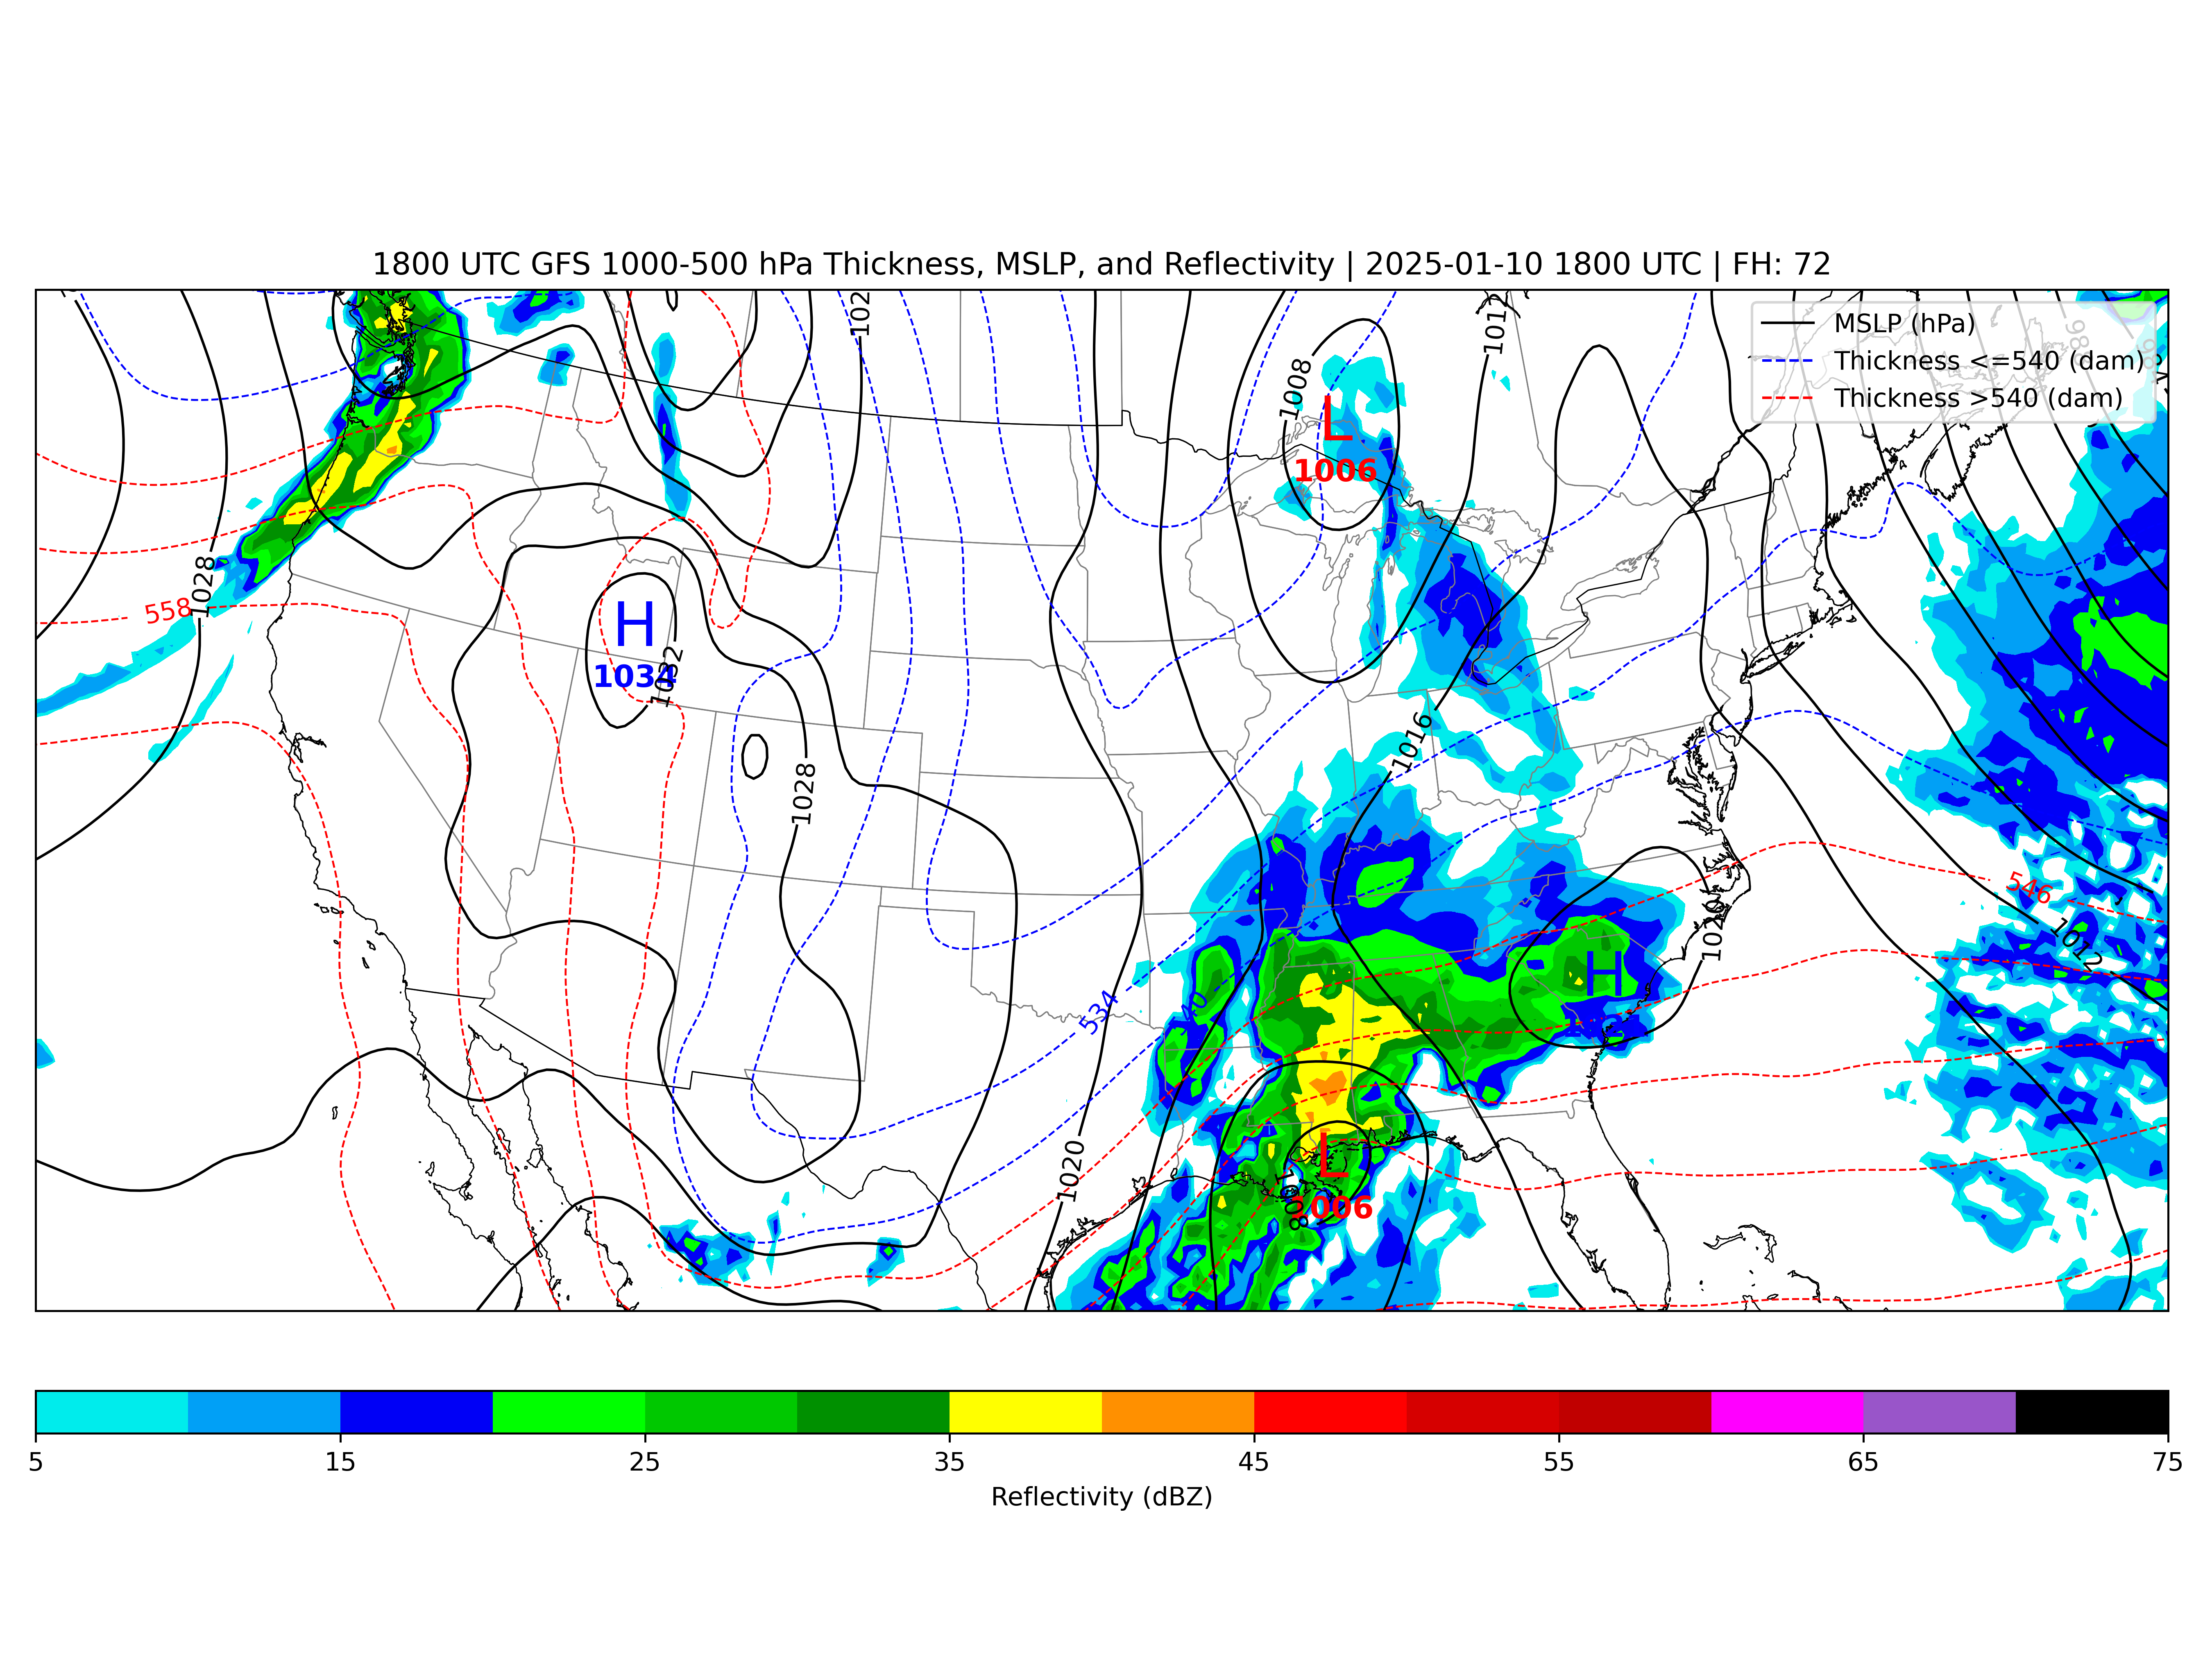 1800 UTC GFS 1000-500 hPa Thickness, MSLP, and Reflectivity | 2025-01-10 1800 UTC | FH: 72
MSLP (hPa)
Thickness <=540 (dam)
Thickness >540 (dam)
1012
1008
L
1006
1028
558
H
1034
1032
1028
1016
546
1012
1020
H
534
L
1006
1020
5 15 25 35 45 55 65 75
Reflectivity (dBZ)